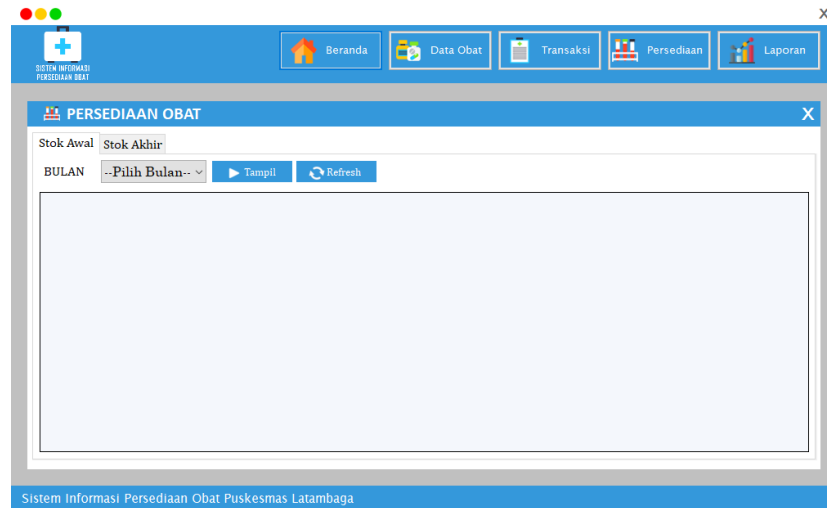 X
SISTEM INFORMASI
PERSEDIAAN OBAT
Beranda
Data Obat
Transaksi
Persediaan
Laporan
PERSEDIAAN OBAT
X
Stok Awal
Stok Akhir
BULAN
--Pilih Bulan--
Tampil
Refresh
Sistem Informasi Persediaan Obat Puskesmas Latambaga